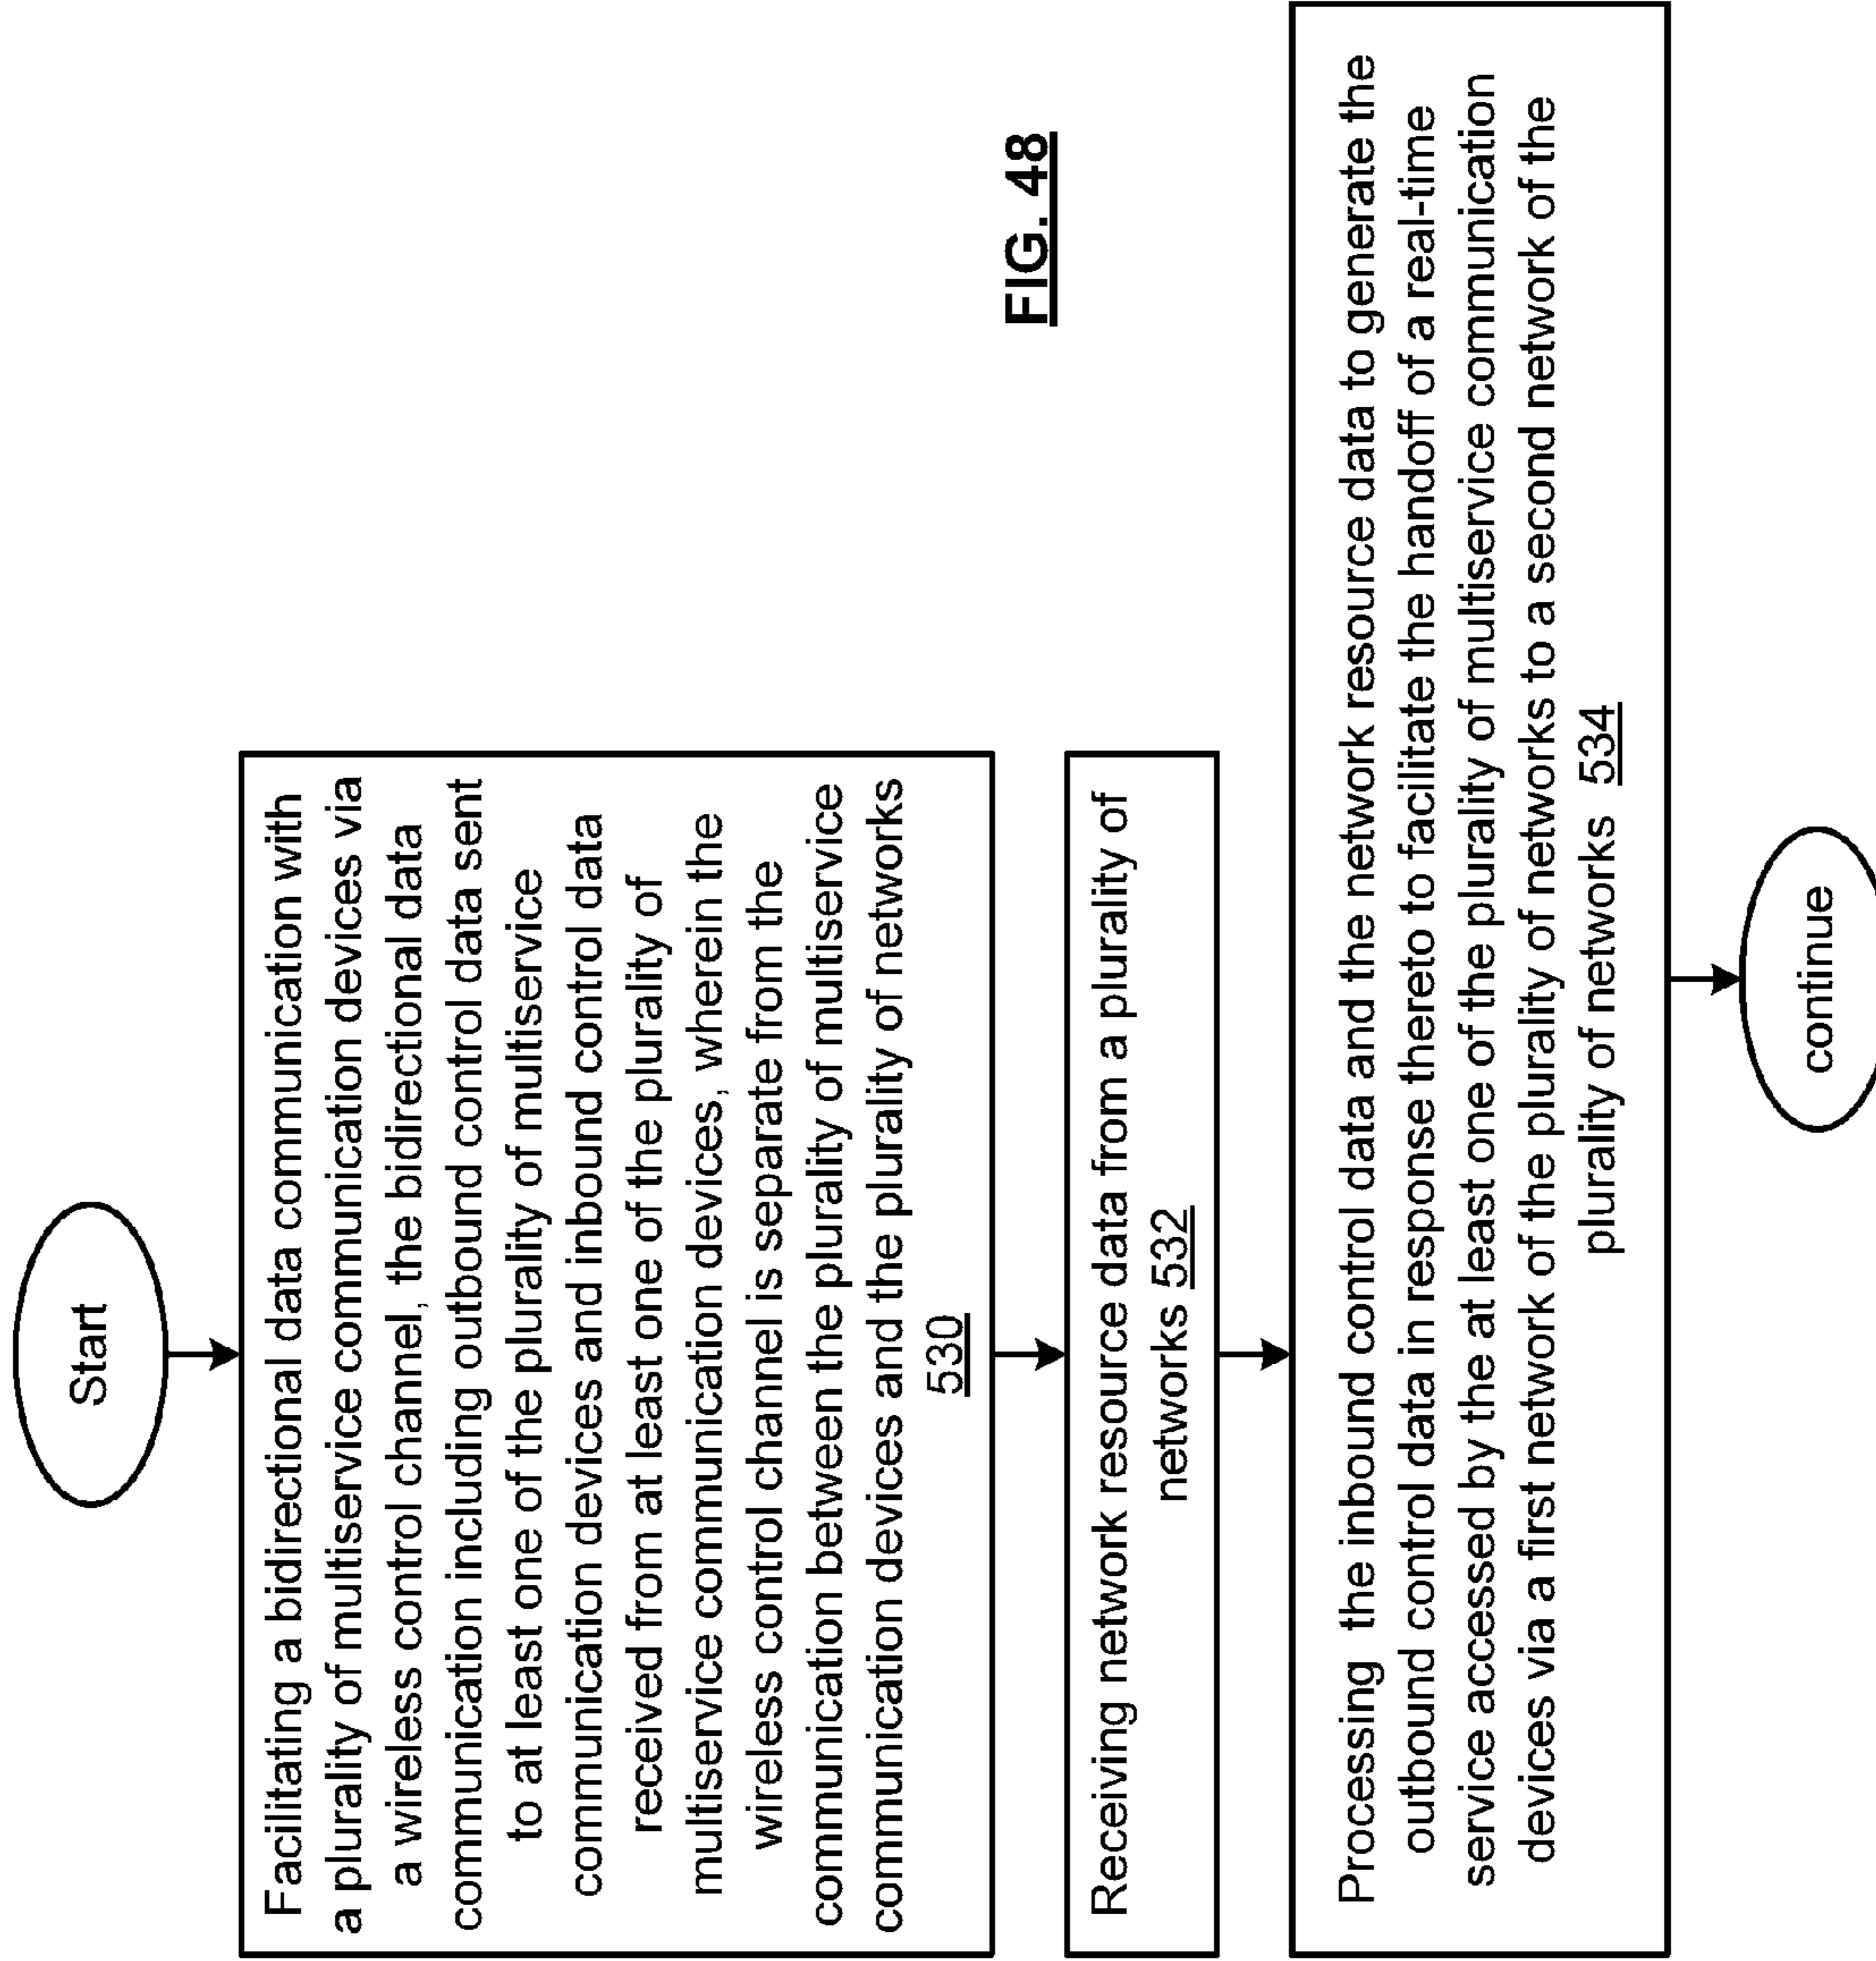 Start
Facilitating a bidirectional data communication with
a plurality of multiservice communication devices via
a wireless control channel, the bidirectional data
communication including outbound control data sent
to at least one of the plurality of multiservice
communication devices and inbound control data
received from at least one of the plurality of
multiservice communication devices, wherein the
wireless control channel is separate from the
communication between the plurality of multiservice
communication devices and the plurality of networks
530
Receiving network resource data from a plurality of
networks 532
Processing the inbound control data and the network resource data to generate the
outbound control data in response thereto to facilitate the handoff of a real-time
service accessed by the at least one of the plurality of multiservice communication
devices via a first network of the plurality of networks to a second network of the
plurality of networks 534
continue
FIG. 48